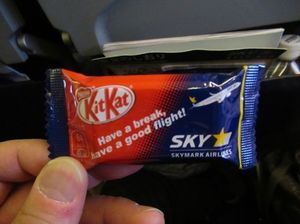 KitKat
Have a break,
have a good flight!
SKY
SKYMARK AIRLINES